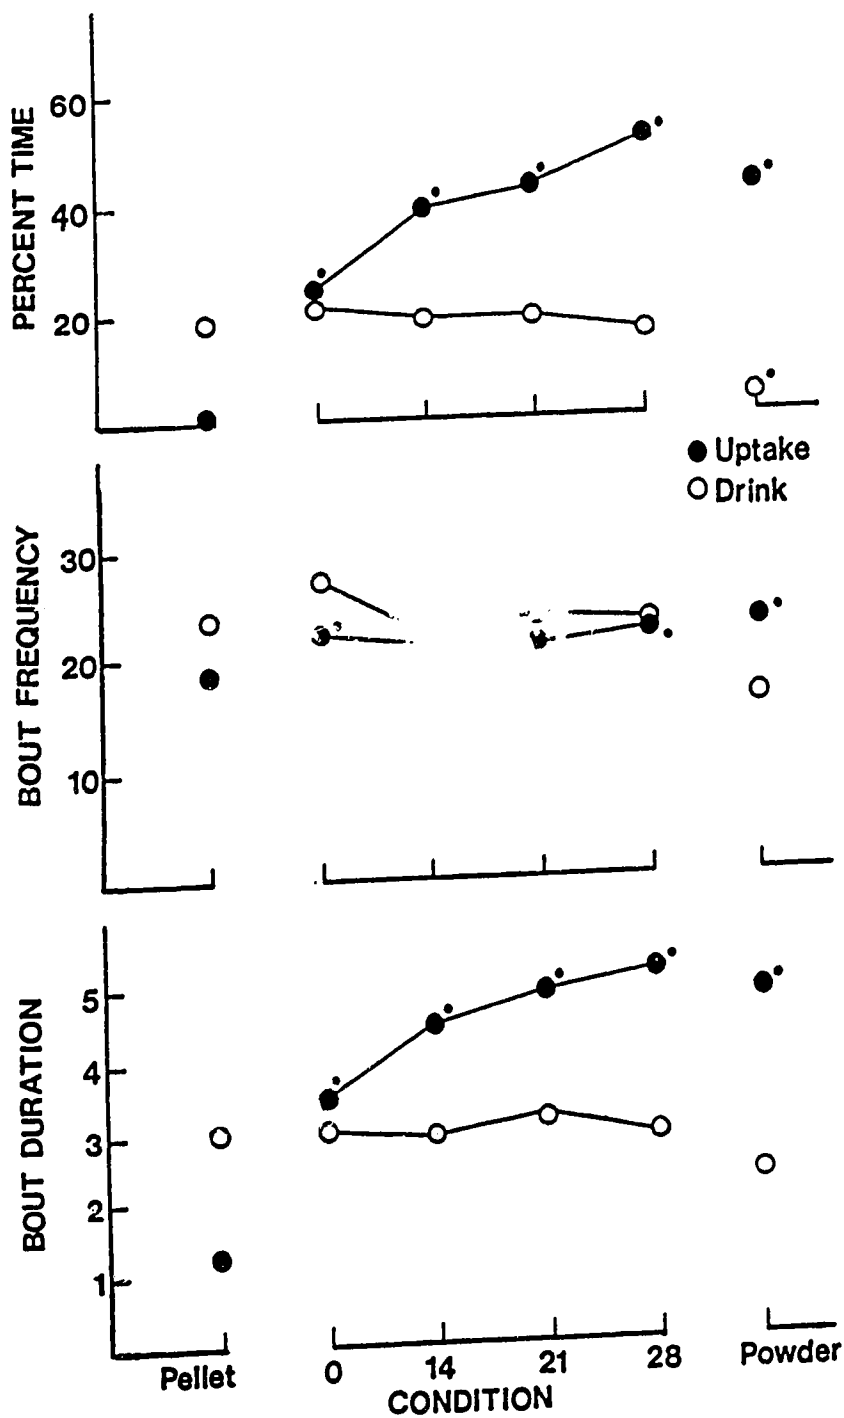 PERCENT TIME
60
40
20
Uptake
Drink
BOUT FREQUENCY
30
20
10
BOUT DURATION
5
4
3
2
1
Pellet
0
14
21
28
Powder
CONDITION